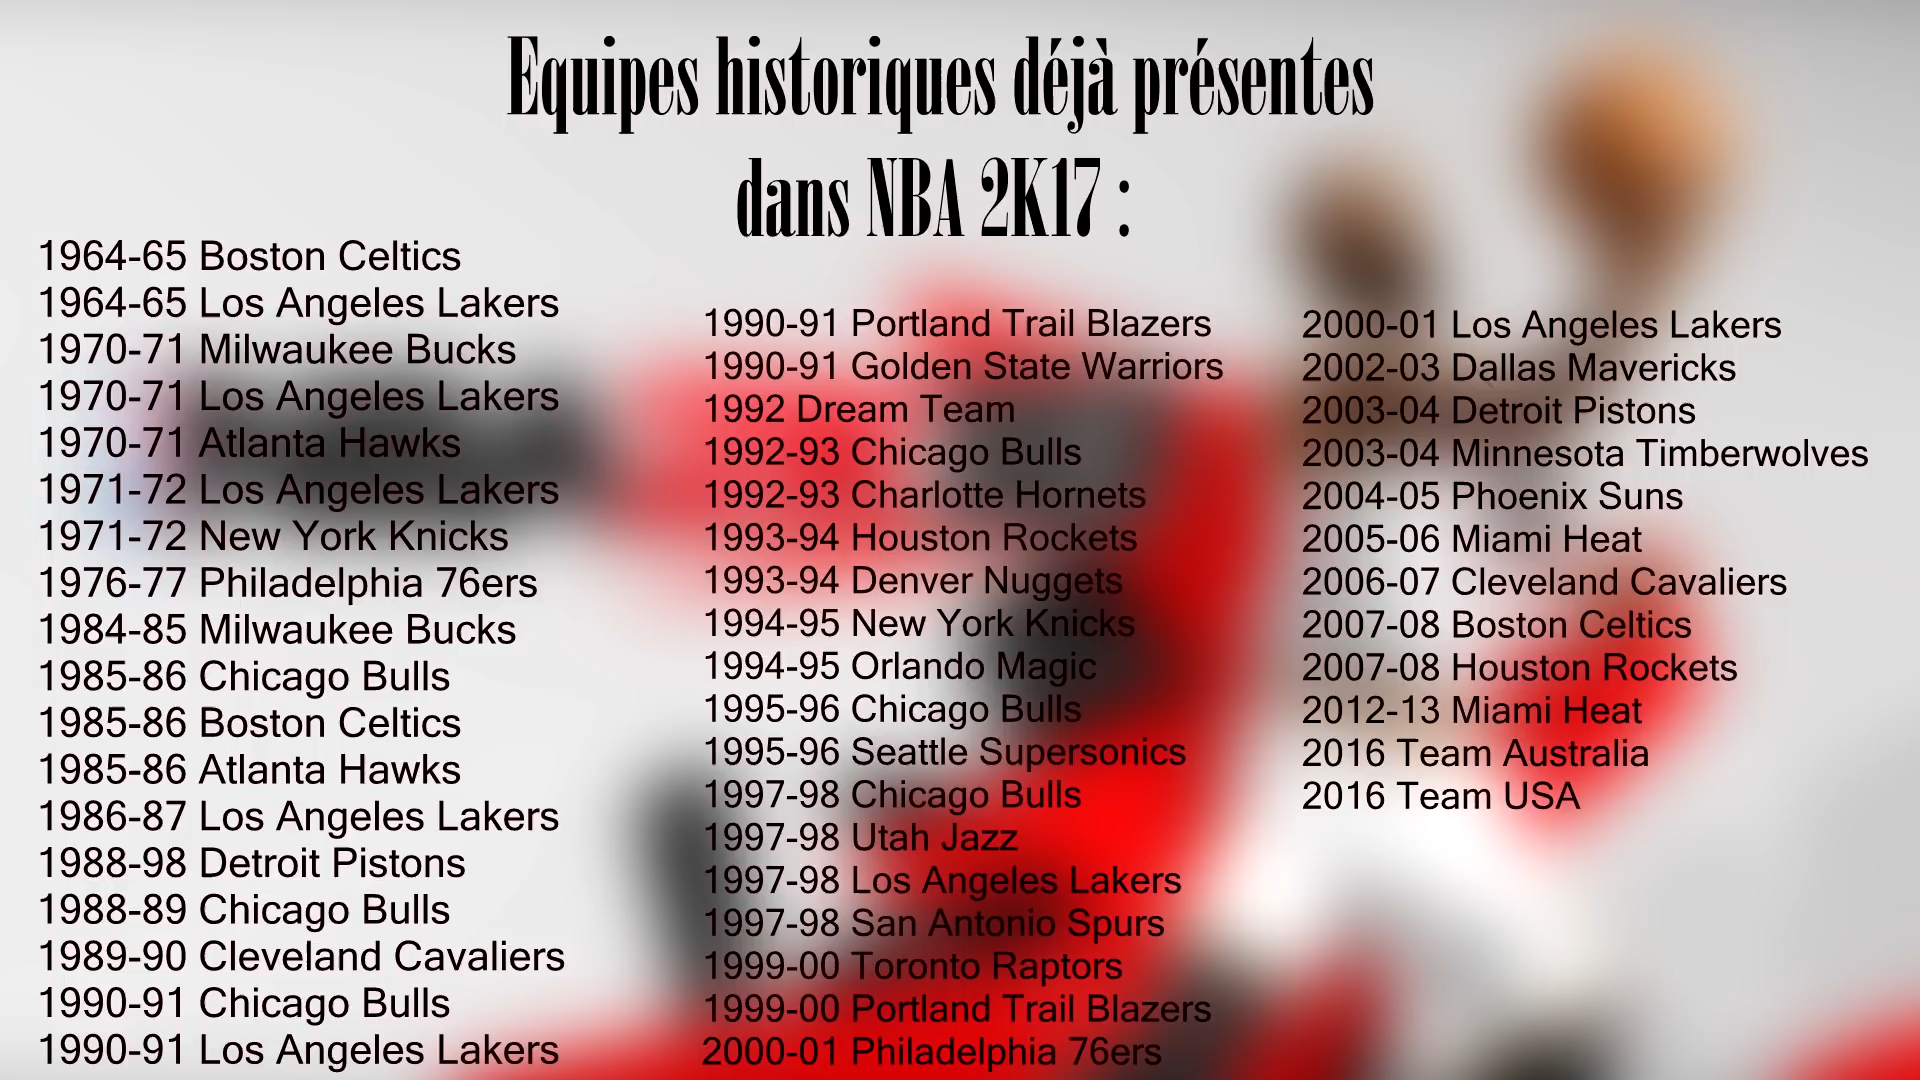 Equipes historiques déjà présentes
dans NBA 2K17 :
1964-65 Boston Celtics
1964-65 Los Angeles Lakers
1970-71 Milwaukee Bucks
1970-71 Los Angeles Lakers
1970-71 Atlanta Hawks
1971-72 Los Angeles Lakers
1971-72 New York Knicks
1976-77 Philadelphia 76ers
1984-85 Milwaukee Bucks
1985-86 Chicago Bulls
1985-86 Boston Celtics
1985-86 Atlanta Hawks
1986-87 Los Angeles Lakers
1988-98 Detroit Pistons
1988-89 Chicago Bulls
1989-90 Cleveland Cavaliers
1990-91 Chicago Bulls
1990-91 Los Angeles Lakers
1990-91 Portland Trail Blazers
1990-91 Golden State Warriors
1992 Dream Team
1992-93 Chicago Bulls
1992-93 Charlotte Hornets
1993-94 Houston Rockets
1993-94 Denver Nuggets
1994-95 New York Knicks
1994-95 Orlando Magic
1995-96 Chicago Bulls
1995-96 Seattle Supersonics
1997-98 Chicago Bulls
1997-98 Utah Jazz
1997-98 Los Angeles Lakers
1997-98 San Antonio Spurs
1999-00 Toronto Raptors
1999-00 Portland Trail Blazers
2000-01 Philadelphia 76ers
2000-01 Los Angeles Lakers
2002-03 Dallas Mavericks
2003-04 Detroit Pistons
2003-04 Minnesota Timberwolves
2004-05 Phoenix Suns
2005-06 Miami Heat
2006-07 Cleveland Cavaliers
2007-08 Boston Celtics
2007-08 Houston Rockets
2012-13 Miami Heat
2016 Team Australia
2016 Team USA